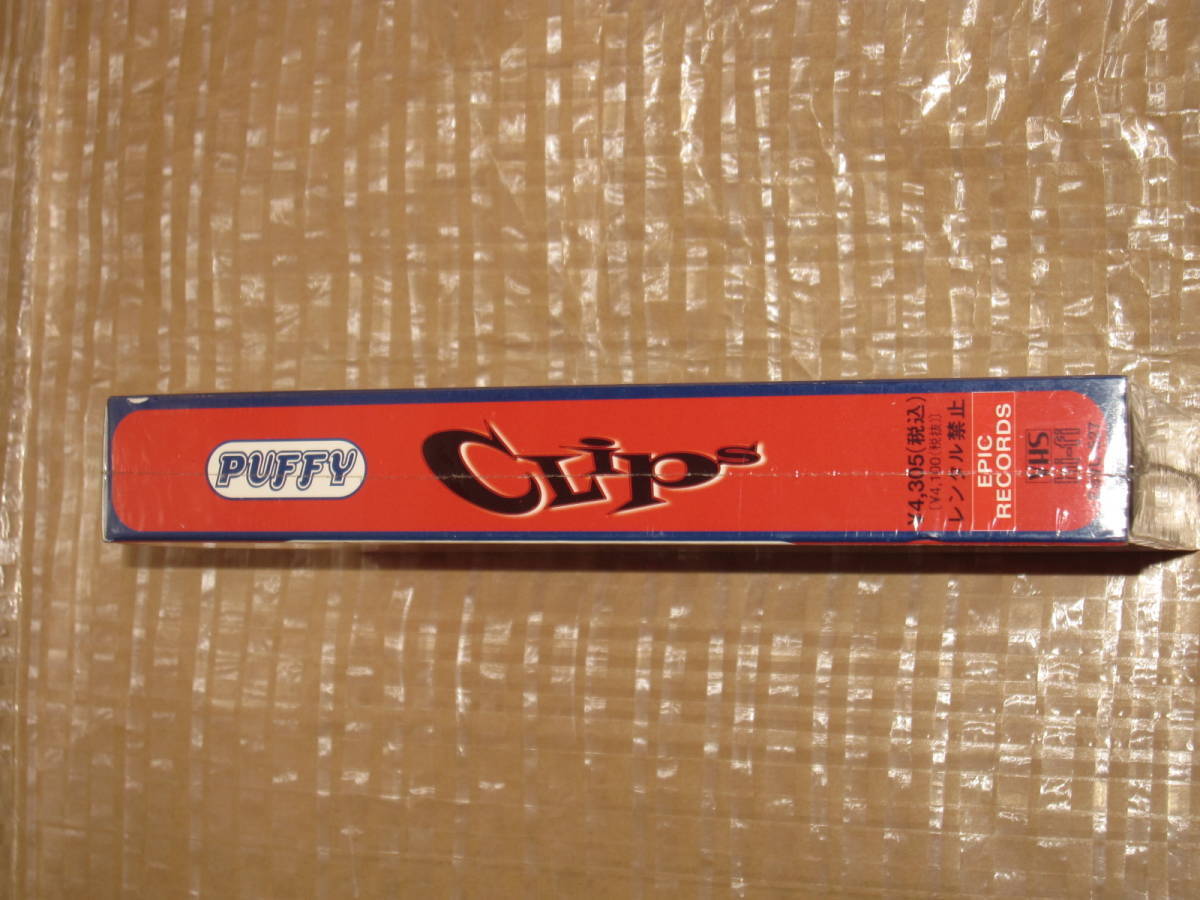 PUFFY
CLIPS
¥4,305(税込)
[¥4,100(税抜)]
レンタル禁止
EPIC
RECORDS
VHS